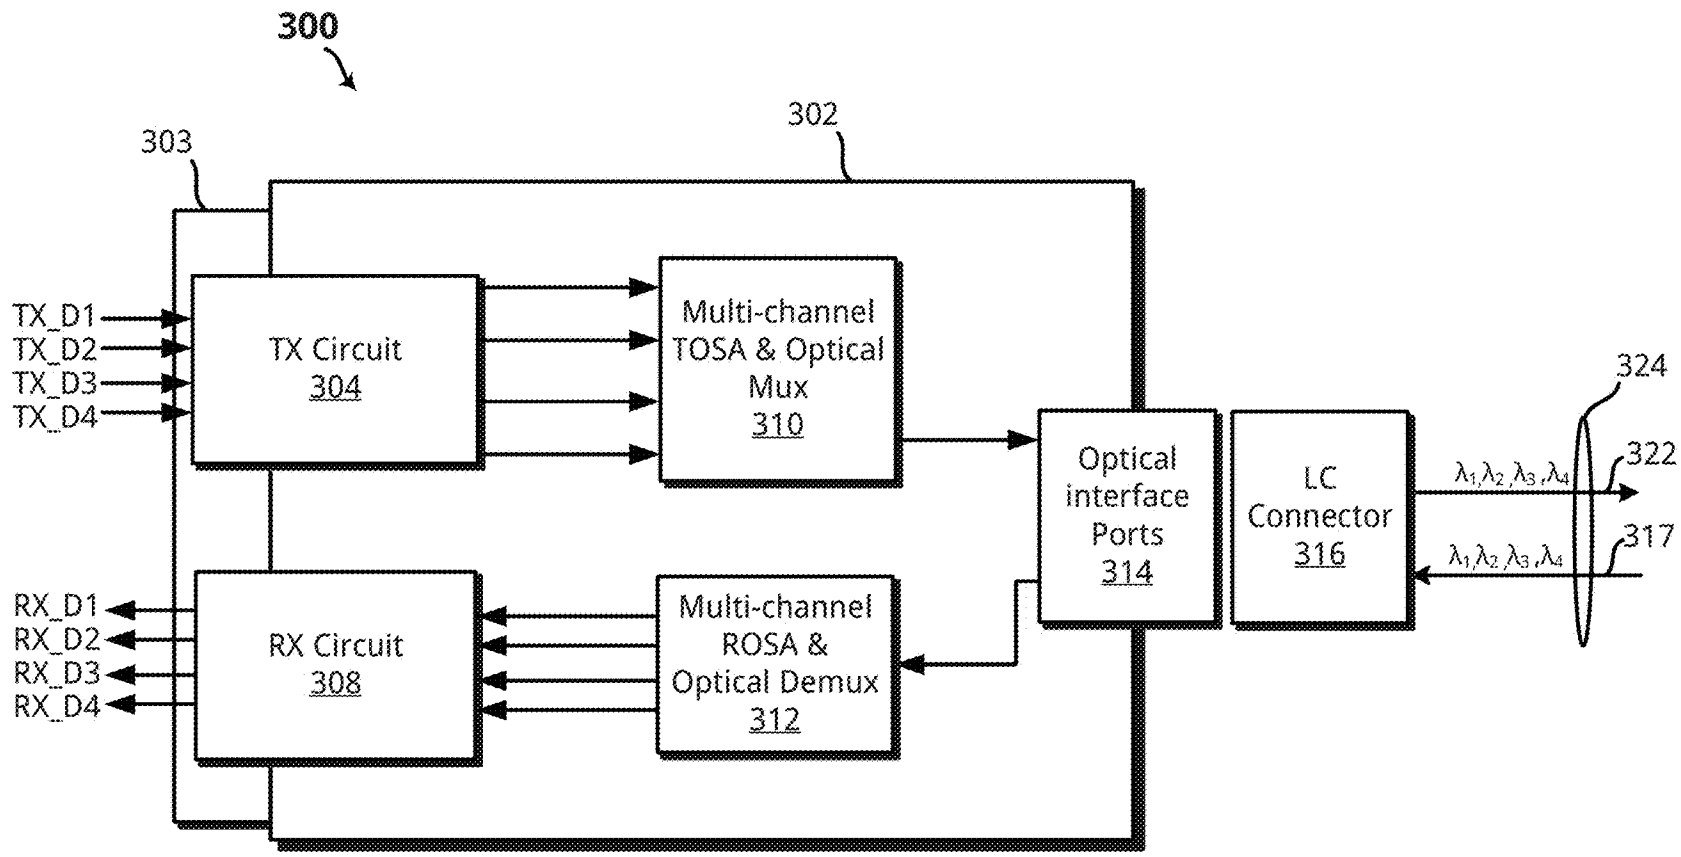 300
302
303
TX_D1
TX_D2
TX_D3
TX_D4
TX Circuit
304
Multi-channel
TOSA & Optical
Mux
310
Optical
interface
Ports
314
LC
Connector
316
324
322
λ1,λ2,λ3,λ4
317
λ1,λ2,λ3,λ4
RX_D1
RX_D2
RX_D3
RX_D4
RX Circuit
308
Multi-channel
ROSA &
Optical Demux
312